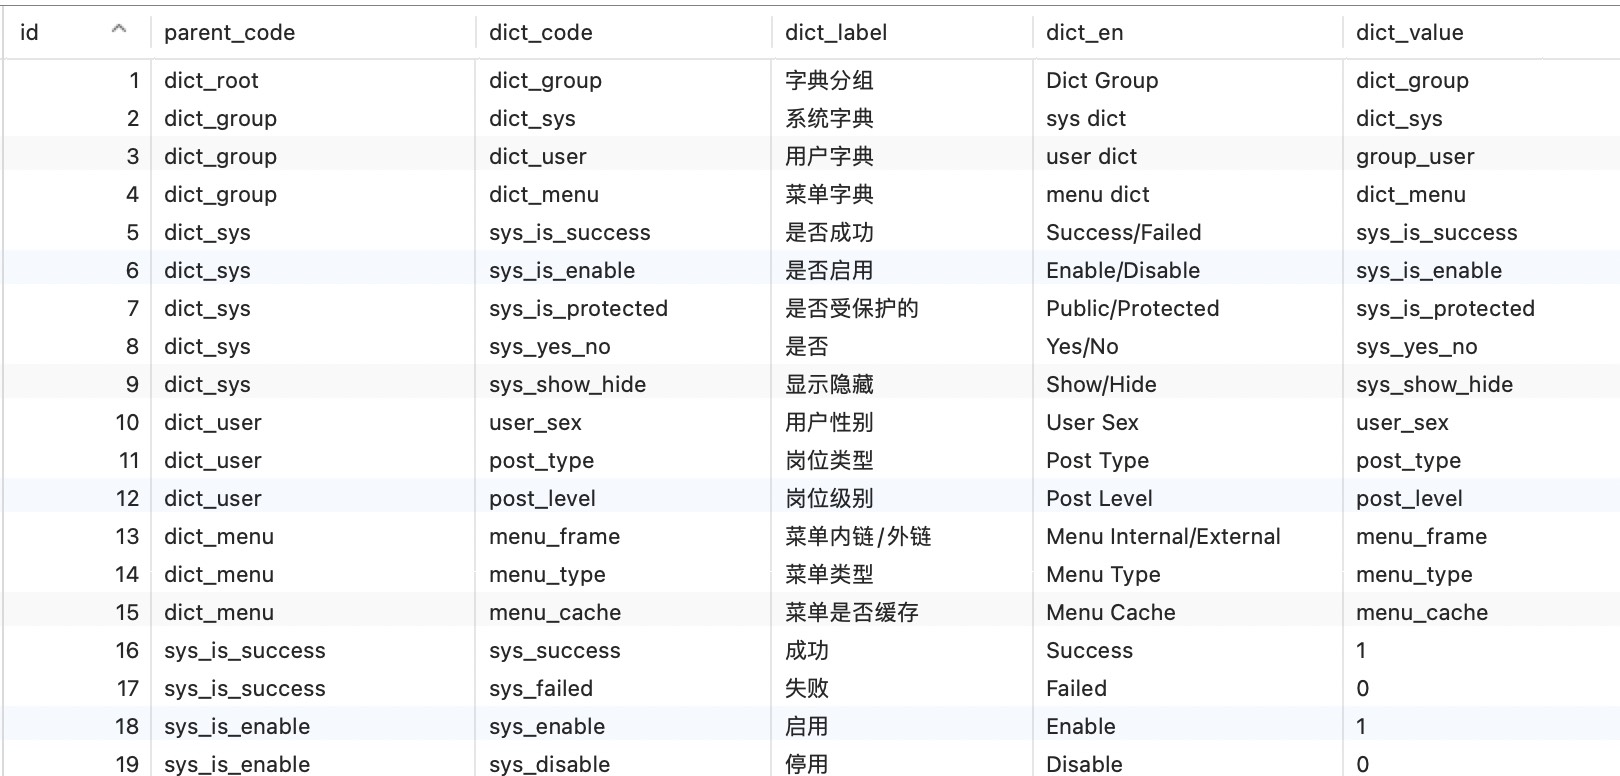 id parent_code dict_code dict_label dict_en dict_value
1 dict_root dict_group 字典分组 Dict Group dict_group
2 dict_group dict_sys 系统字典 sys dict dict_sys
3 dict_group dict_user 用户字典 user dict group_user
4 dict_group dict_menu 菜单字典 menu dict dict_menu
5 dict_sys sys_is_success 是否成功 Success/Failed sys_is_success
6 dict_sys sys_is_enable 是否启用 Enable/Disable sys_is_enable
7 dict_sys sys_is_protected 是否受保护的 Public/Protected sys_is_protected
8 dict_sys sys_yes_no 是否 Yes/No sys_yes_no
9 dict_sys sys_show_hide 显示隐藏 Show/Hide sys_show_hide
10 dict_user user_sex 用户性别 User Sex user_sex
11 dict_user post_type 岗位类型 Post Type post_type
12 dict_user post_level 岗位级别 Post Level post_level
13 dict_menu menu_frame 菜单内链/外链 Menu Internal/External menu_frame
14 dict_menu menu_type 菜单类型 Menu Type menu_type
15 dict_menu menu_cache 菜单是否缓存 Menu Cache menu_cache
16 sys_is_success sys_success 成功 Success 1
17 sys_is_success sys_failed 失败 Failed 0
18 sys_is_enable sys_enable 启用 Enable 1
19 sys_is_enable sys_disable 停用 Disable 0